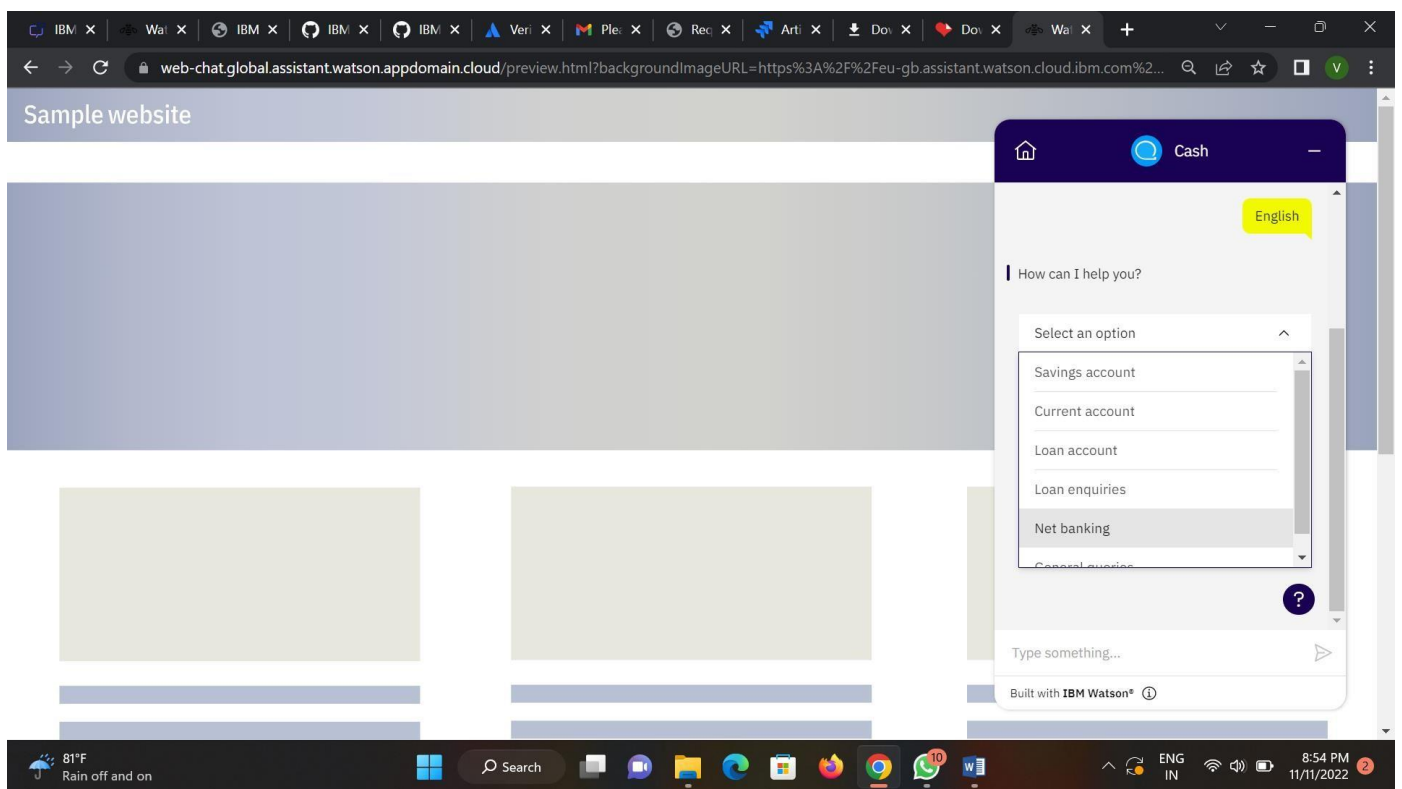 IBM
Wat
IBM
IBM
IBM
Veri
Plea
Req
Arti
Dov
Dov
Wat
web-chat.global.assistant.watson.appdomain.cloud/preview.html?backgroundImageURL=https%3A%2F%2Feu-gb.assistant.watson.cloud.ibm.com%2...
V
Sample website
Cash
English
How can I help you?
Select an option
Savings account
Current account
Loan account
Loan enquiries
Net banking
General queries
?
Type something...
Built with IBM Watson®
81°F
Rain off and on
Search
10
W
ENG
IN
8:54 PM
11/11/2022
2